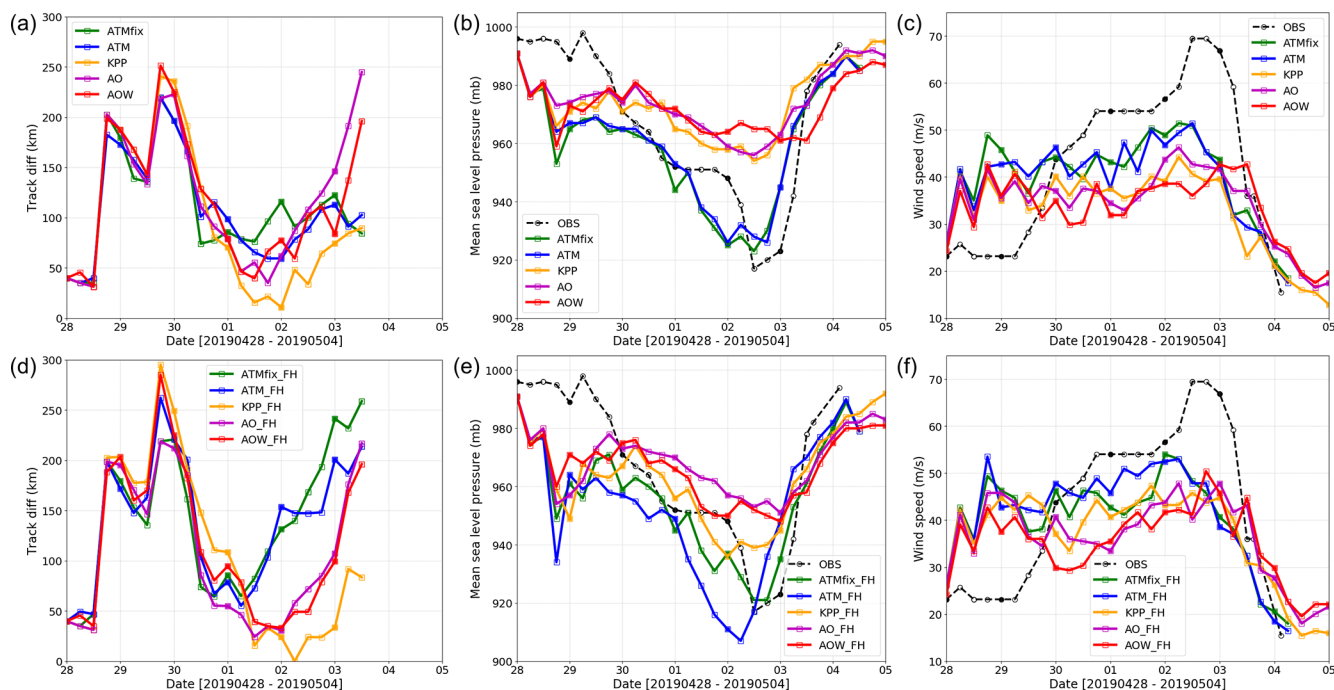 (a)
300
250
200
150
100
50
0
Track diff (km)
ATMfix
ATM
KPP
AO
AOW
28 29 30 01 02 03 04 05
Date [20190428 - 20190504]
(b)
1000
980
960
940
920
900
Mean sea level pressure (mb)
OBS
ATMfix
ATM
KPP
AO
AOW
28 29 30 01 02 03 04 05
Date [20190428 - 20190504]
(c)
70
60
50
40
30
20
10
Wind speed (m/s)
OBS
ATMfix
ATM
KPP
AO
AOW
28 29 30 01 02 03 04 05
Date [20190428 - 20190504]
(d)
300
250
200
150
100
50
0
Track diff (km)
ATMfix_FH
ATM_FH
KPP_FH
AO_FH
AOW_FH
28 29 30 01 02 03 04 05
Date [20190428 - 20190504]
(e)
1000
980
960
940
920
900
Mean sea level pressure (mb)
OBS
ATMfix_FH
ATM_FH
KPP_FH
AO_FH
AOW_FH
28 29 30 01 02 03 04 05
Date [20190428 - 20190504]
(f)
70
60
50
40
30
20
10
Wind speed (m/s)
OBS
ATMfix_FH
ATM_FH
KPP_FH
AO_FH
AOW_FH
28 29 30 01 02 03 04 05
Date [20190428 - 20190504]